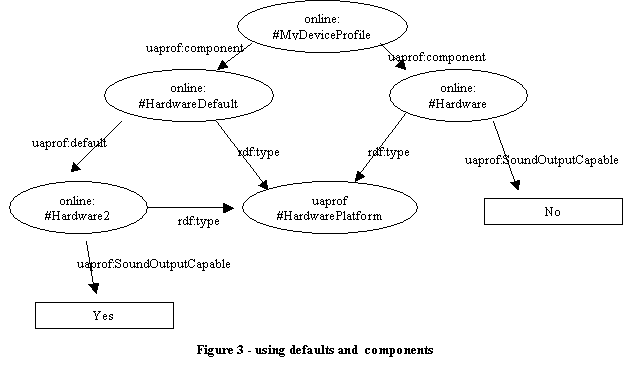 online:
#MyDeviceProfile
uaprof:component
uaprof:component
online:
#HardwareDefault
online:
#Hardware
uaprof:default
rdf:type
rdf:type
uaprof:SoundOutputCapable
online:
#Hardware2
rdf:type
uaprof
#HardwarePlatform
No
uaprof:SoundOutputCapable
Yes
Figure 3 - using defaults and components